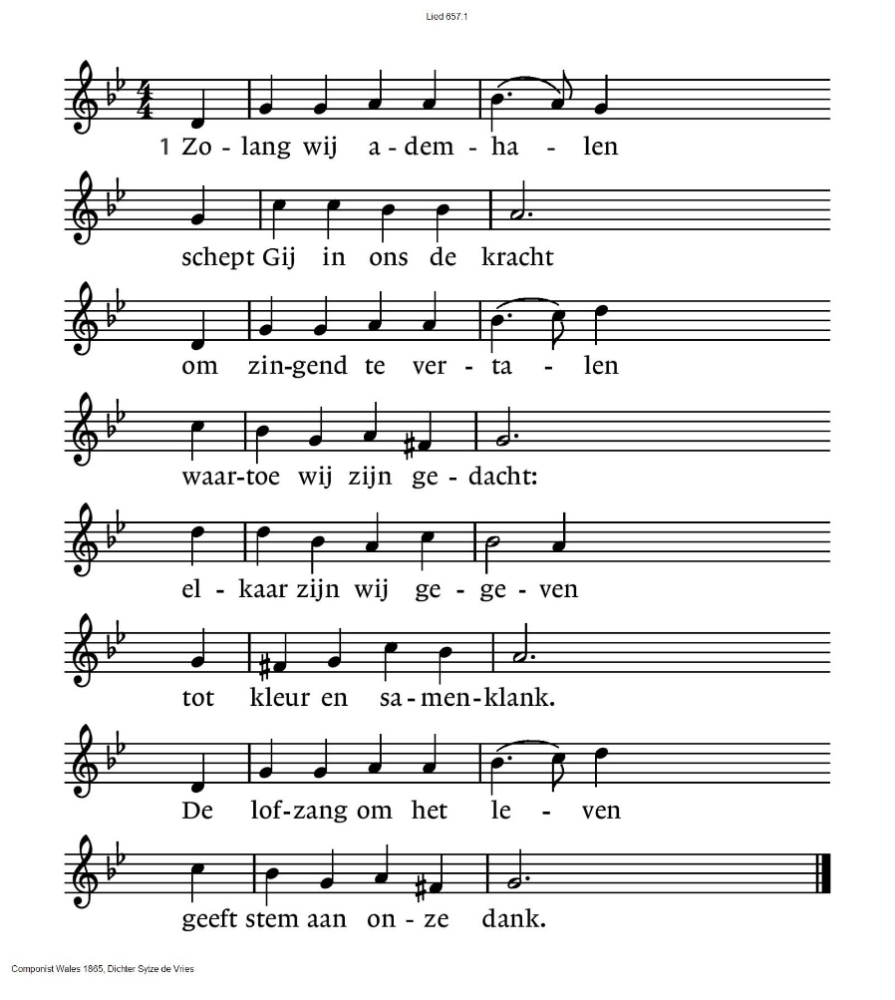 Lied 657:1
4
4
1 Zo - lang wij a - dem - ha - len
schept Gij in ons de kracht
om zin-gend te ver - ta - len
waar-toe wij zijn ge - dacht:
el - kaar zijn wij ge - ge - ven
tot kleur en sa - men-klank.
De lof-zang om het le - ven
geeft stem aan on - ze dank.
Componist Wales 1865, Dichter Sytze de Vries